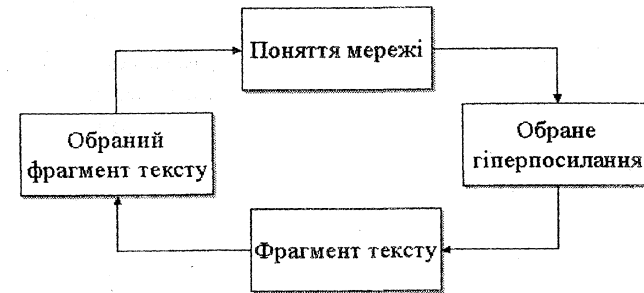 Поняття мережі
Обраний
фрагмент тексту
Обране
гіперпосилання
Фрагмент тексту